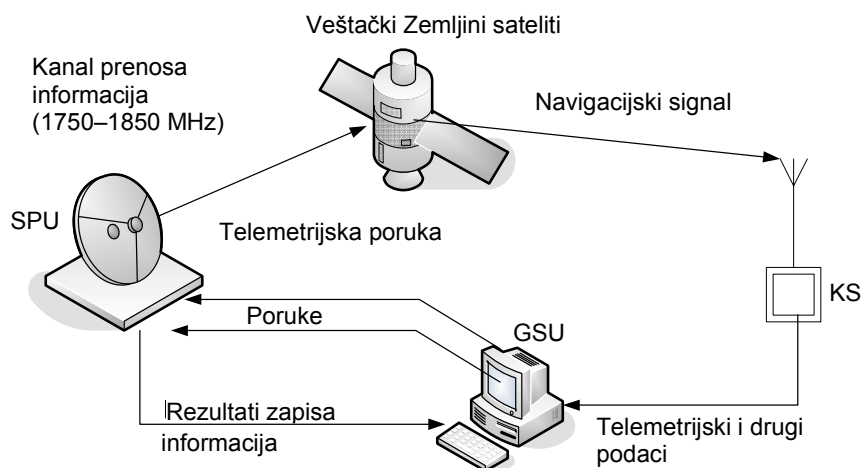 Veštački Zemljini sateliti
Kanal prenosa
informacija
(1750–1850 MHz)
Navigacijski signal
SPU
Telemetrijska poruka
KS
Poruke
GSU
Rezultati zapisa
informacija
Telemetrijski i drugi
podaci